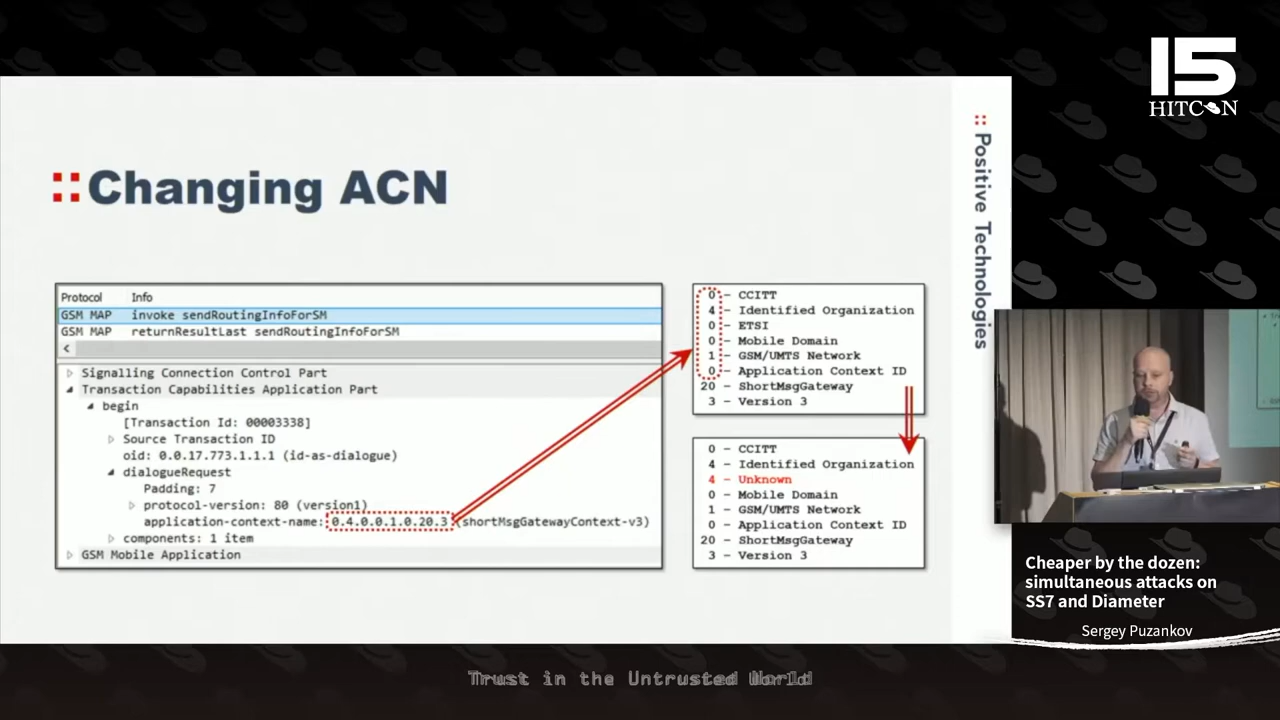 15
HITCON
:: Positive Technologies
:: Changing ACN
Protocol Info
GSM MAP invoke sendRoutingInfoForSM
GSM MAP returnResultLast sendRoutingInfoForSM
<
Signalling Connection Control Part
Transaction Capabilities Application Part
begin
[Transaction Id: 00003338]
Source Transaction ID
oid: 0.0.17.773.1.1.1 (id-as-dialogue)
dialogueRequest
Padding: 7
protocol-version: 80 (version1)
application-context-name: 0.4.0.0.1.0.20.3 (shortMsgGatewayContext-v3)
components: 1 item
GSM Mobile Application
0 - CCITT
4 - Identified Organization
0 - ETSI
0 - Mobile Domain
1 - GSM/UMTS Network
0 - Application Context ID
20 - ShortMsgGateway
3 - Version 3
0 - CCITT
4 - Identified Organization
4 - Unknown
0 - Mobile Domain
1 - GSM/UMTS Network
0 - Application Context ID
20 - ShortMsgGateway
3 - Version 3
Cheaper by the dozen:
simultaneous attacks on
SS7 and Diameter
Sergey Puzankov
Trust in the Untrusted World